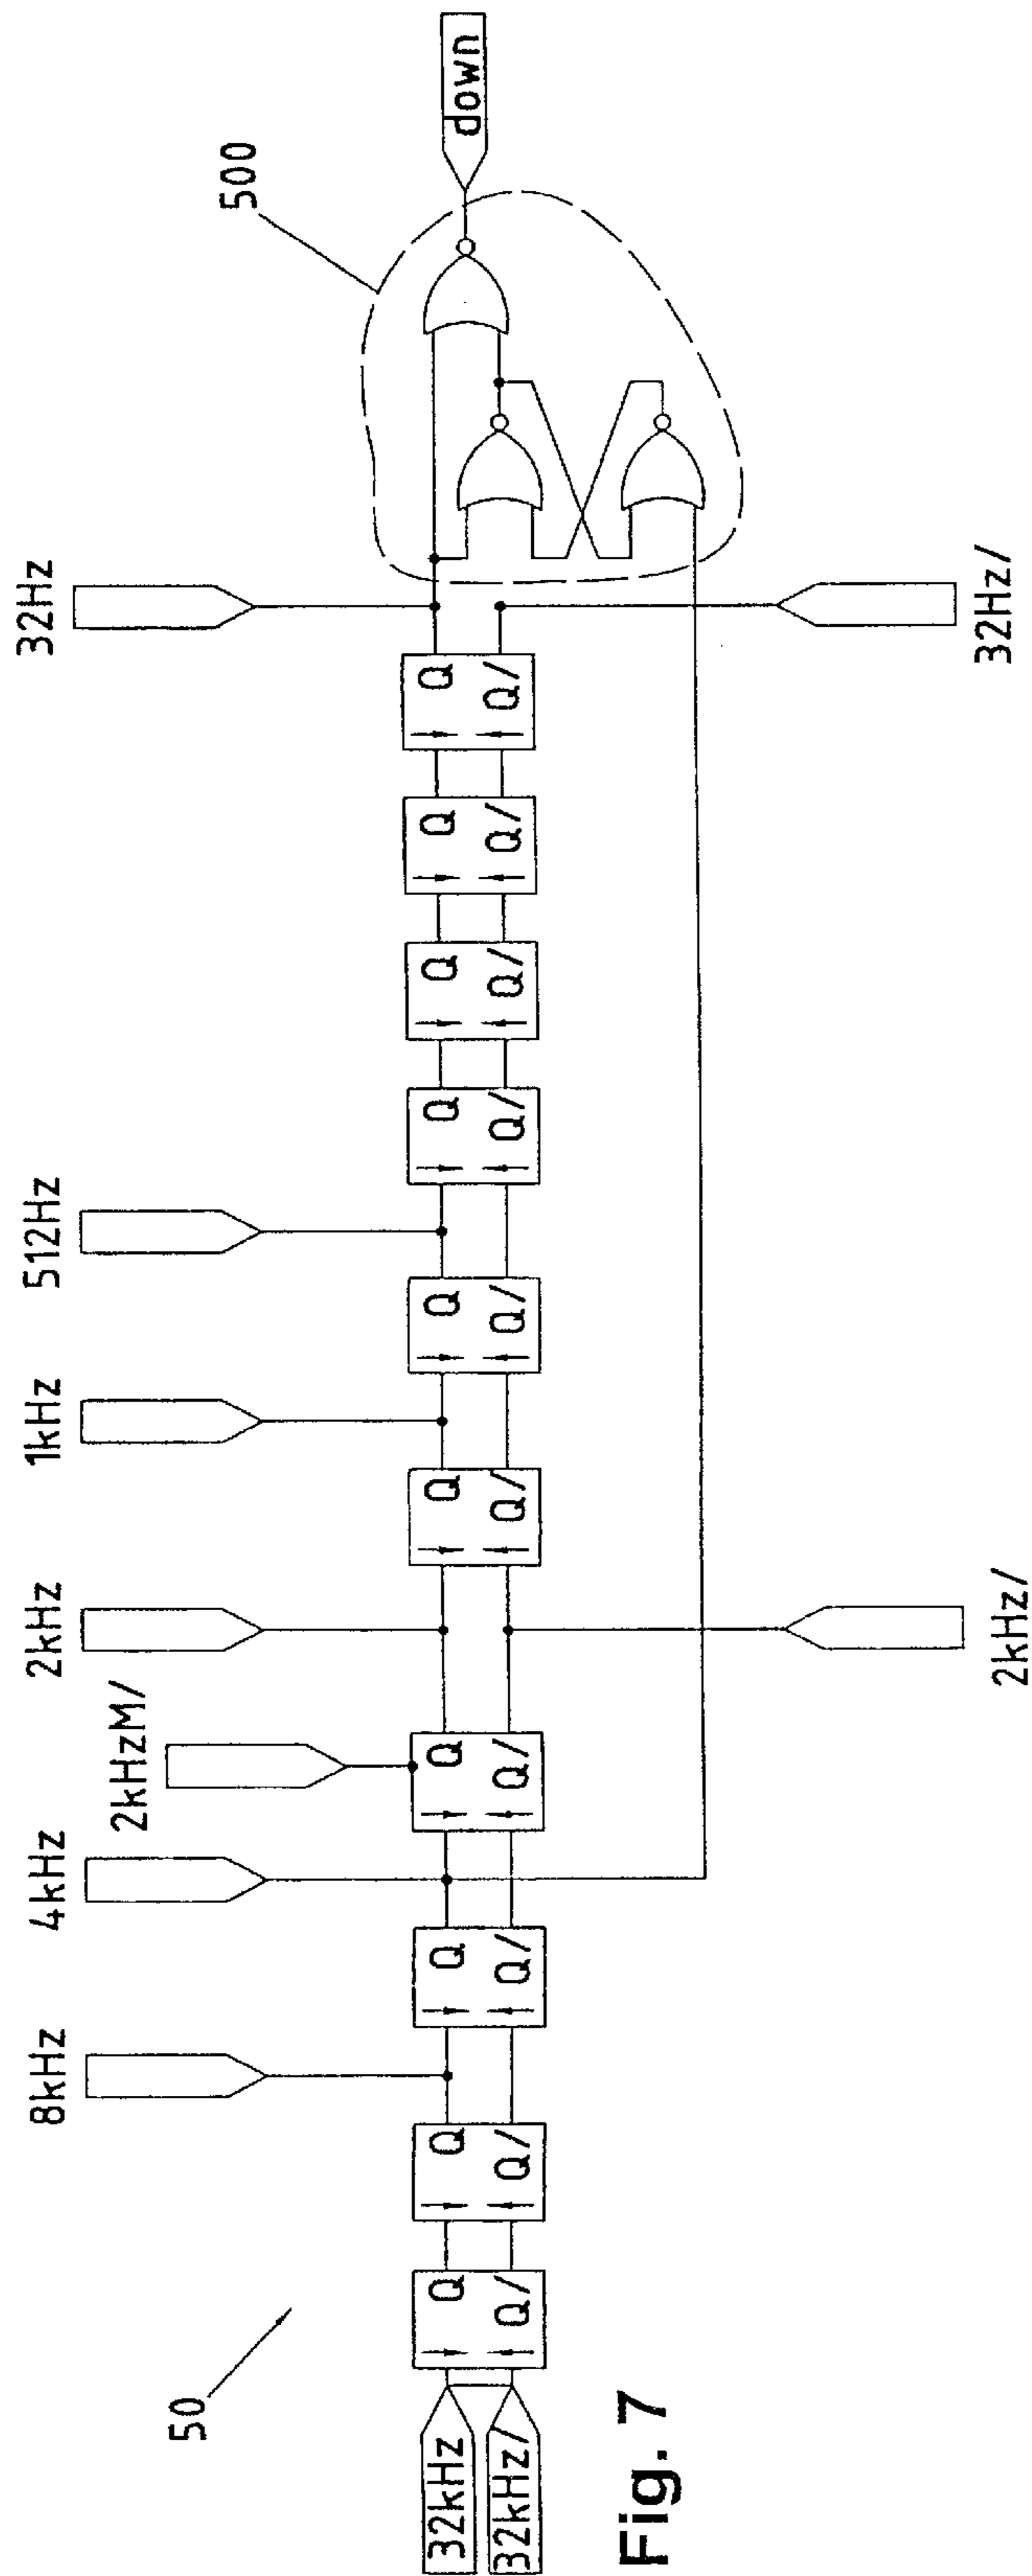 50
32kHz
32kHz/
8kHz
4kHz
2kHzM/
2kHz
1kHz
512Hz
32Hz
500
down
Q
Q/
Q
Q/
Q
Q/
Q
Q/
Q
Q/
Q
Q/
Q
Q/
Q
Q/
Q
Q/
Q
Q/
2kHz/
32Hz/
Fig. 7